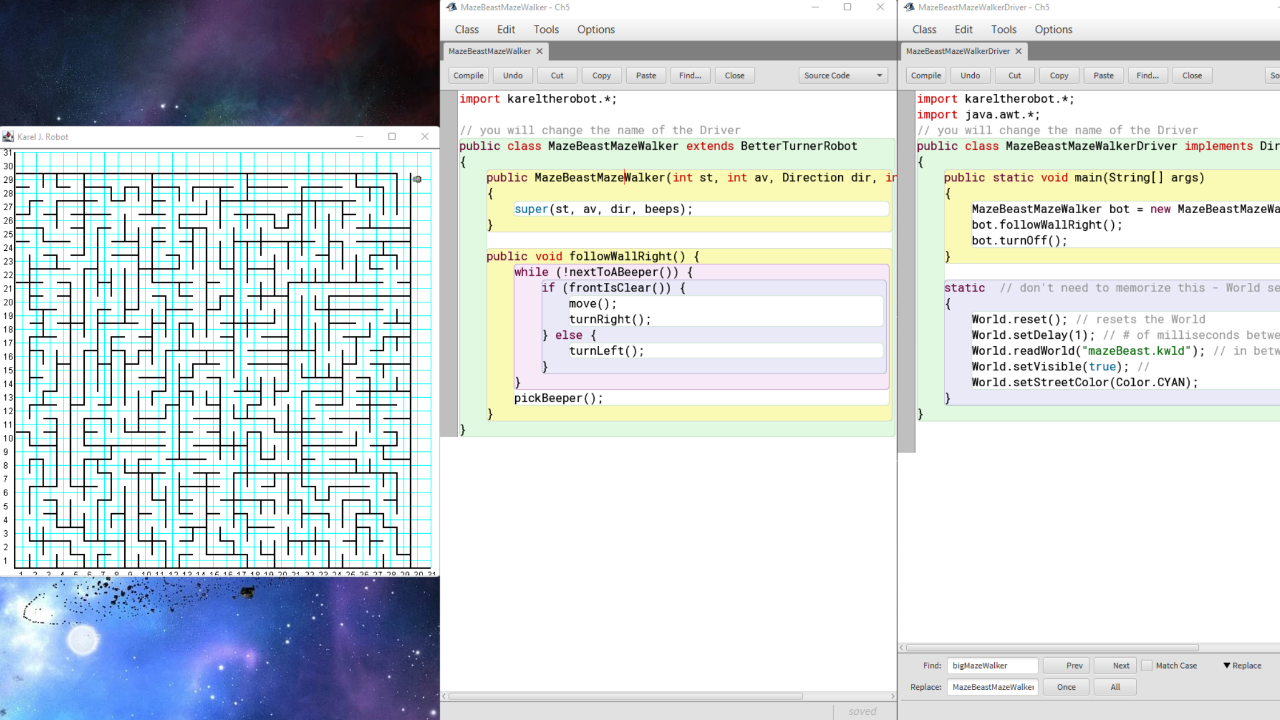 MazeBeastMazeWalker - Ch5
Class Edit Tools Options
MazeBeastMazeWalker
Compile Undo Cut Copy Paste Find... Close Source Code
import kareltherobot.*;
// you will change the name of the Driver
public class MazeBeastMazeWalker extends BetterTurnerRobot
{
public MazeBeastMazeWalker(int st, int av, Direction dir, in
{
super(st, av, dir, beeps);
}
public void followWallRight() {
while (!nextToABeeper()) {
if (frontIsClear()) {
move();
turnRight();
} else {
turnLeft();
}
}
pickBeeper();
}
}
saved
MazeBeastMazeWalkerDriver - Ch5
Class Edit Tools Options
MazeBeastMazeWalkerDriver
Compile Undo Cut Copy Paste Find... Close So
import kareltherobot.*;
import java.awt.*;
// you will change the name of the Driver
public class MazeBeastMazeWalkerDriver implements Dir
{
public static void main(String[] args)
{
MazeBeastMazeWalker bot = new MazeBeastMazeWa
bot.followWallRight();
bot.turnOff();
}
static // don't need to memorize this - World se
{
World.reset(); // resets the World
World.setDelay(7); // # of milliseconds betwe
World.readWorld("mazeBeast.kwld"); // in betw
World.setVisible(true); //
World.setStreetColor(Color.CYAN);
}
}
Find: bigMazeWalker Prev Next Match Case Replace
Replace: MazeBeastMazeWalker Once All
Karel J. Robot
31
29
28
27
26
25
24
23
22
21
20
19
18
17
16
15
14
13
12
11
10
9
8
7
6
5
4
3
2
1
1 2 3 4 5 6 7 8 9 10 11 12 13 14 15 16 17 18 19 20 21 22 23 24 25 26 27 28 29 30 31